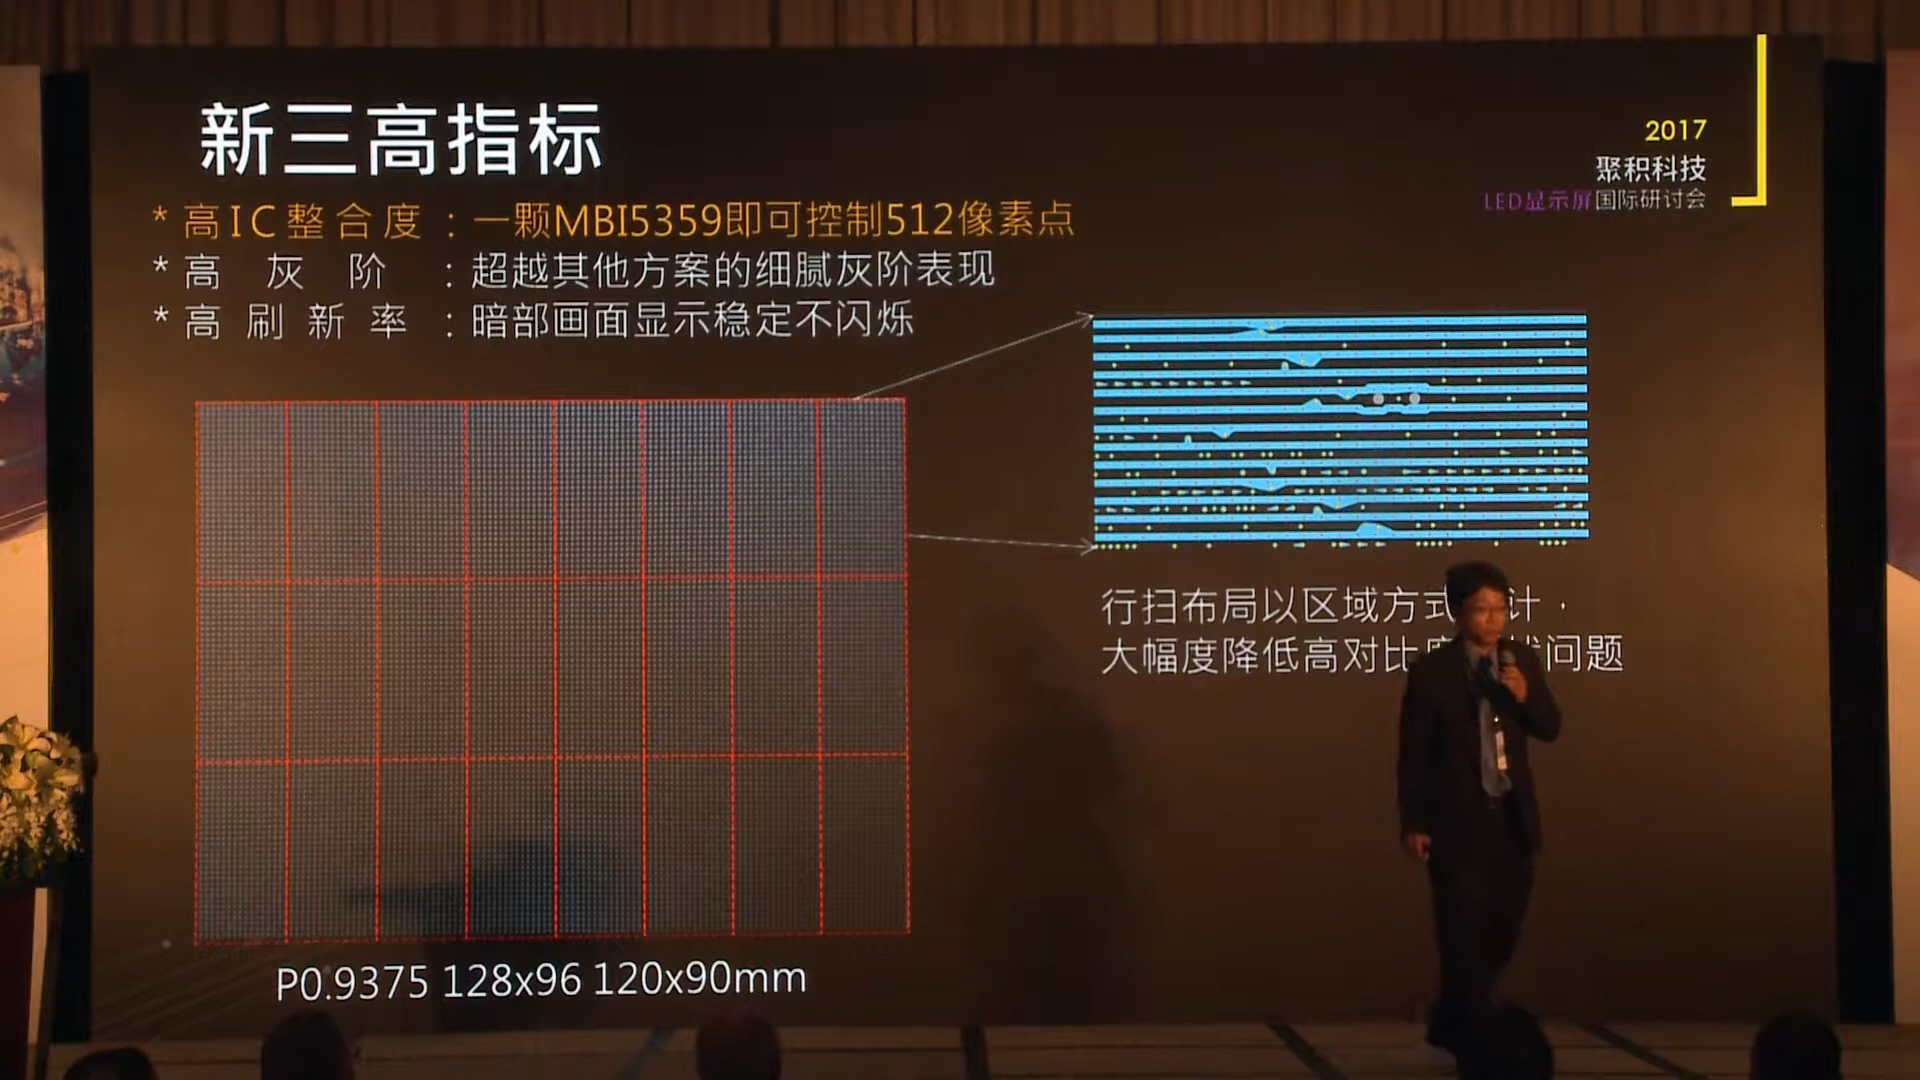 新三高指标
2017
聚积科技
LED显示屏国际研讨会
* 高IC整合度 : 一颗MBI5359即可控制512像素点
* 高灰阶 : 超越其他方案的细腻灰阶表现
* 高刷新率 : 暗部画面显示稳定不闪烁
行扫布局以区域方式计，
大幅度降低高对比问题
P0.9375 128x96 120x90mm